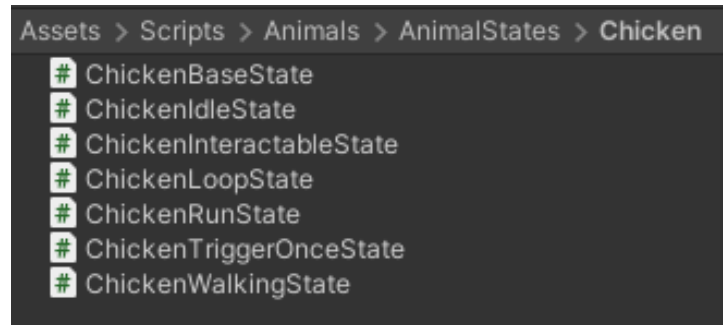 Assets > Scripts > Animals > AnimalStates > Chicken
# ChickenBaseState
# ChickenIdleState
# ChickenInteractableState
# ChickenLoopState
# ChickenRunState
# ChickenTriggerOnceState
# ChickenWalkingState